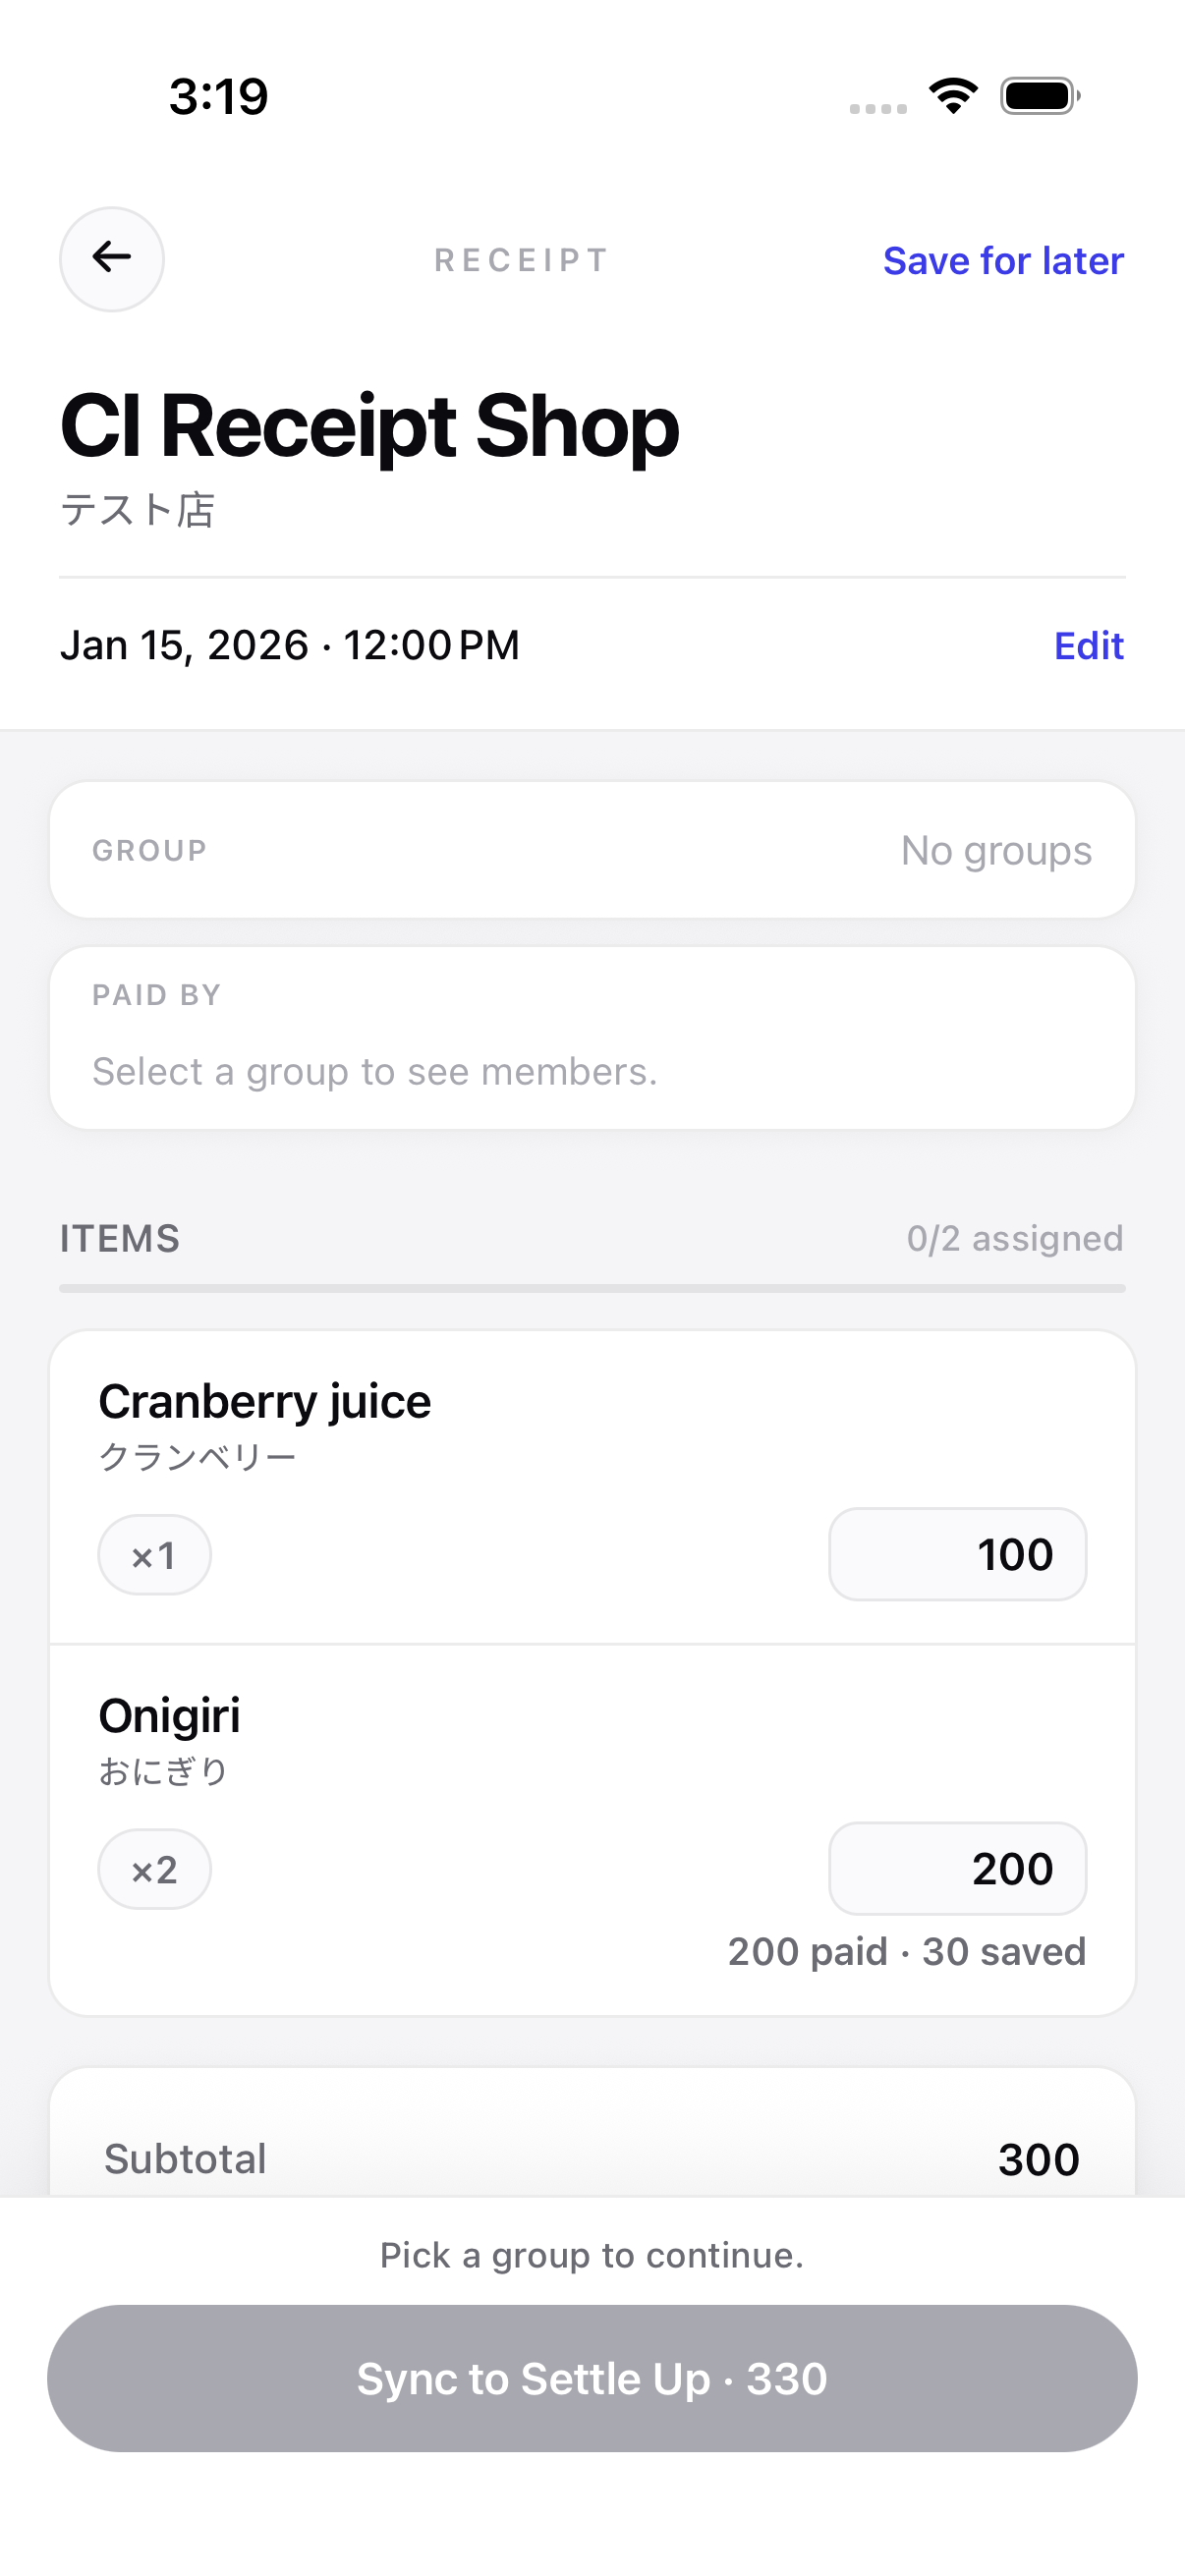 3:19
RECEIPT
Save for later
CI Receipt Shop
テスト店
Jan 15, 2026 · 12:00 PM
Edit
GROUP
No groups
PAID BY
Select a group to see members.
ITEMS
0/2 assigned
Cranberry juice
クランベリー
×1
100
Onigiri
おにぎり
×2
200
200 paid · 30 saved
Subtotal
300
Pick a group to continue.
Sync to Settle Up · 330